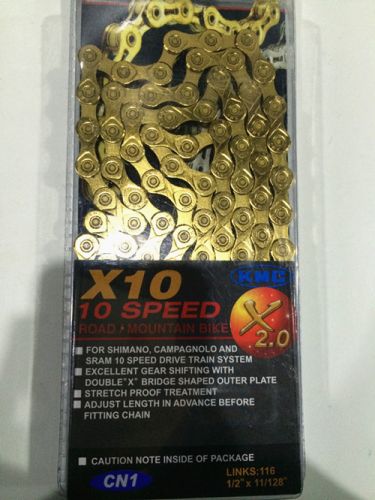 X10
KMC
10 SPEED
ROAD • MOUNTAIN BIKE
2.0
FOR SHIMANO, CAMPAGNOLO AND
SRAM 10 SPEED DRIVE TRAIN SYSTEM
EXCELLENT GEAR SHIFTING WITH
DOUBLE "X" BRIDGE SHAPED OUTER PLATE
STRETCH PROOF TREATMENT
ADJUST LENGTH IN ADVANCE BEFORE
FITTING CHAIN
CAUTION NOTE INSIDE OF PACKAGE
CN1
LINKS:116
1/2" x 11/128"